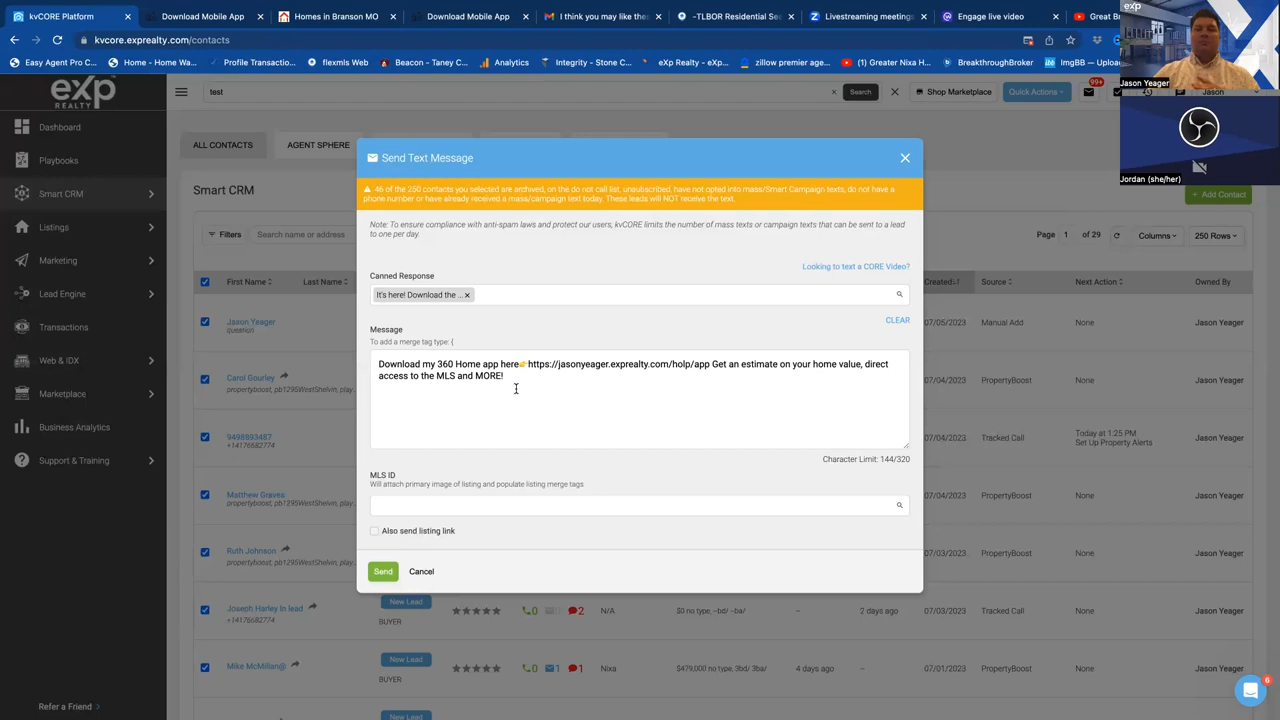 kvCORE Platform
Download Mobile App
Homes in Branson MO
Download Mobile App
I think you may like thes
-TLBOR Residential Se
Livestreaming meetings
Engage live video
Great Br
kvcore.exprealty.com/contacts
Easy Agent Pro C...
Home - Home Wa...
Profile Transactio...
flexmls Web
Beacon - Taney C...
Analytics
Integrity - Stone C...
eXp Realty - eXp...
zillow premier age...
(1) Greater Nixa H...
BreakthroughBroker
ImgBB — Upload
exp
Jason Yeager
Jordan (she/her)
exp
REALTY
test
Search
Shop Marketplace
Quick Actions
99+
Jason
Dashboard
Playbooks
Smart CRM
Listings
Marketing
Lead Engine
Transactions
Web & IDX
Marketplace
Business Analytics
Support & Training
Refer a Friend
ALL CONTACTS
AGENT SPHERE
Smart CRM
+ Add Contact
Filters
Search name or address
Page 1 of 29
Columns
250 Rows
First Name
Last Name
Created
Source
Next Action
Owned By
Jason Yeager
question
07/05/2023
Manual Add
None
Jason Yeager
Carol Gourley
propertyboost, pb1295WestShelvin, play...
07/04/2023
PropertyBoost
None
Jason Yeager
9498893487
+14176682774
07/04/2023
Tracked Call
Today at 1:25 PM
Set Up Property Alerts
Jason Yeager
Matthew Graves
propertyboost, pb1295WestShelvin, play...
07/04/2023
PropertyBoost
None
Jason Yeager
Ruth Johnson
propertyboost, pb1295WestShelvin, play...
07/03/2023
PropertyBoost
None
Jason Yeager
Joseph Harley In lead
+14176682774
New Lead
BUYER
0
2
N/A
$0 no type, --bd/ --ba/
--
2 days ago
07/03/2023
Tracked Call
None
Jason Yeager
Mike McMillan@
New Lead
BUYER
0
1
1
Nixa
$479,000 no type, 3bd/ 3ba/
4 days ago
--
07/01/2023
PropertyBoost
None
Jason Yeager
New Lead
6
Send Text Message
46 of the 250 contacts you selected are archived, on the do not call list, unsubscribed, have not opted into mass/Smart Campaign texts, do not have a
phone number or have already received a mass/campaign text today. These leads will NOT receive the text.
Note: To ensure compliance with anti-spam laws and protect our users, kvCORE limits the number of mass texts or campaign texts that can be sent to a lead
to one per day.
Looking to text a CORE Video?
Canned Response
It's here! Download the ... ×
CLEAR
Message
To add a merge tag type: {
Download my 360 Home app here👉 https://jasonyeager.exprealty.com/holp/app Get an estimate on your home value, direct
access to the MLS and MORE!
Character Limit: 144/320
MLS ID
Will attach primary image of listing and populate listing merge tags
Also send listing link
Send
Cancel